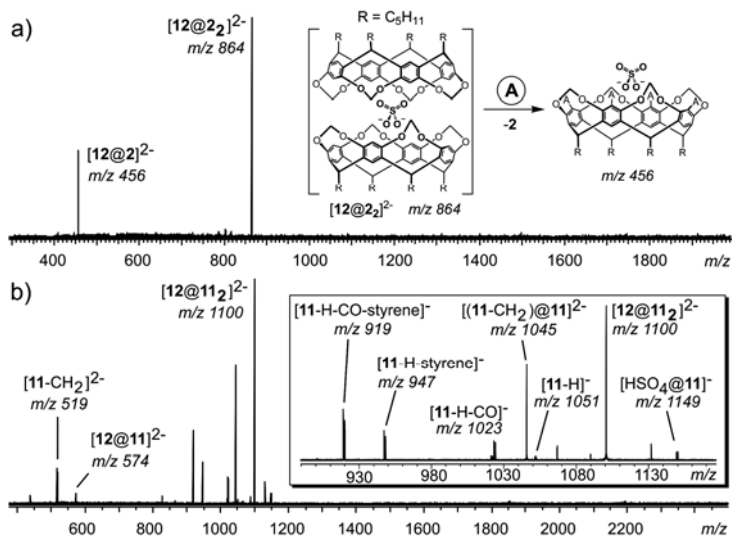 a)
[12@2₂]²⁻
m/z 864
[12@2]²⁻
m/z 456
R = C₅H₁₁
R R R R
O O O O O O O O
O S O
⁻O O⁻
O O O O O O O O
R R R R
[12@2₂]²⁻ m/z 864
A
-2
O S O
⁻O O⁻
O A O O A O O A O O A O
R R R R
m/z 456
400 600 800 1000 1200 1400 1600 1800 m/z
b)
[12@11₂]²⁻
m/z 1100
[11-CH₂]²⁻
m/z 519
[12@11]²⁻
m/z 574
[11-H-CO-styrene]⁻
m/z 919
[11-H-styrene]⁻
m/z 947
[11-H-CO]⁻
m/z 1023
[(11-CH₂)@11]²⁻
m/z 1045
[11-H]⁻
m/z 1051
[12@11₂]²⁻
m/z 1100
[HSO₄@11]⁻
m/z 1149
930 980 1030 1080 1130 m/z
600 800 1000 1200 1400 1600 1800 2000 2200 2400 m/z